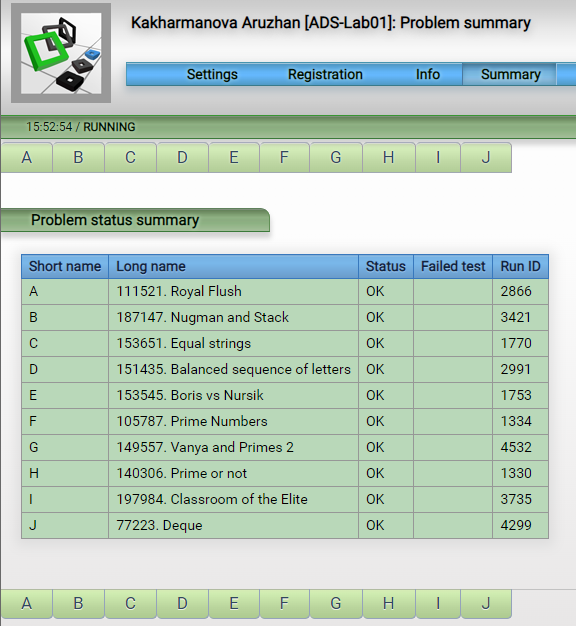 Kakharmanova Aruzhan [ADS-Lab01]: Problem summary
Settings Registration Info Summary
15:52:54 / RUNNING
A B C D E F G H I J
Problem status summary
Short name Long name Status Failed test Run ID
A 111521. Royal Flush OK 2866
B 187147. Nugman and Stack OK 3421
C 153651. Equal strings OK 1770
D 151435. Balanced sequence of letters OK 2991
E 153545. Boris vs Nursik OK 1753
F 105787. Prime Numbers OK 1334
G 149557. Vanya and Primes 2 OK 4532
H 140306. Prime or not OK 1330
I 197984. Classroom of the Elite OK 3735
J 77223. Deque OK 4299
A B C D E F G H I J